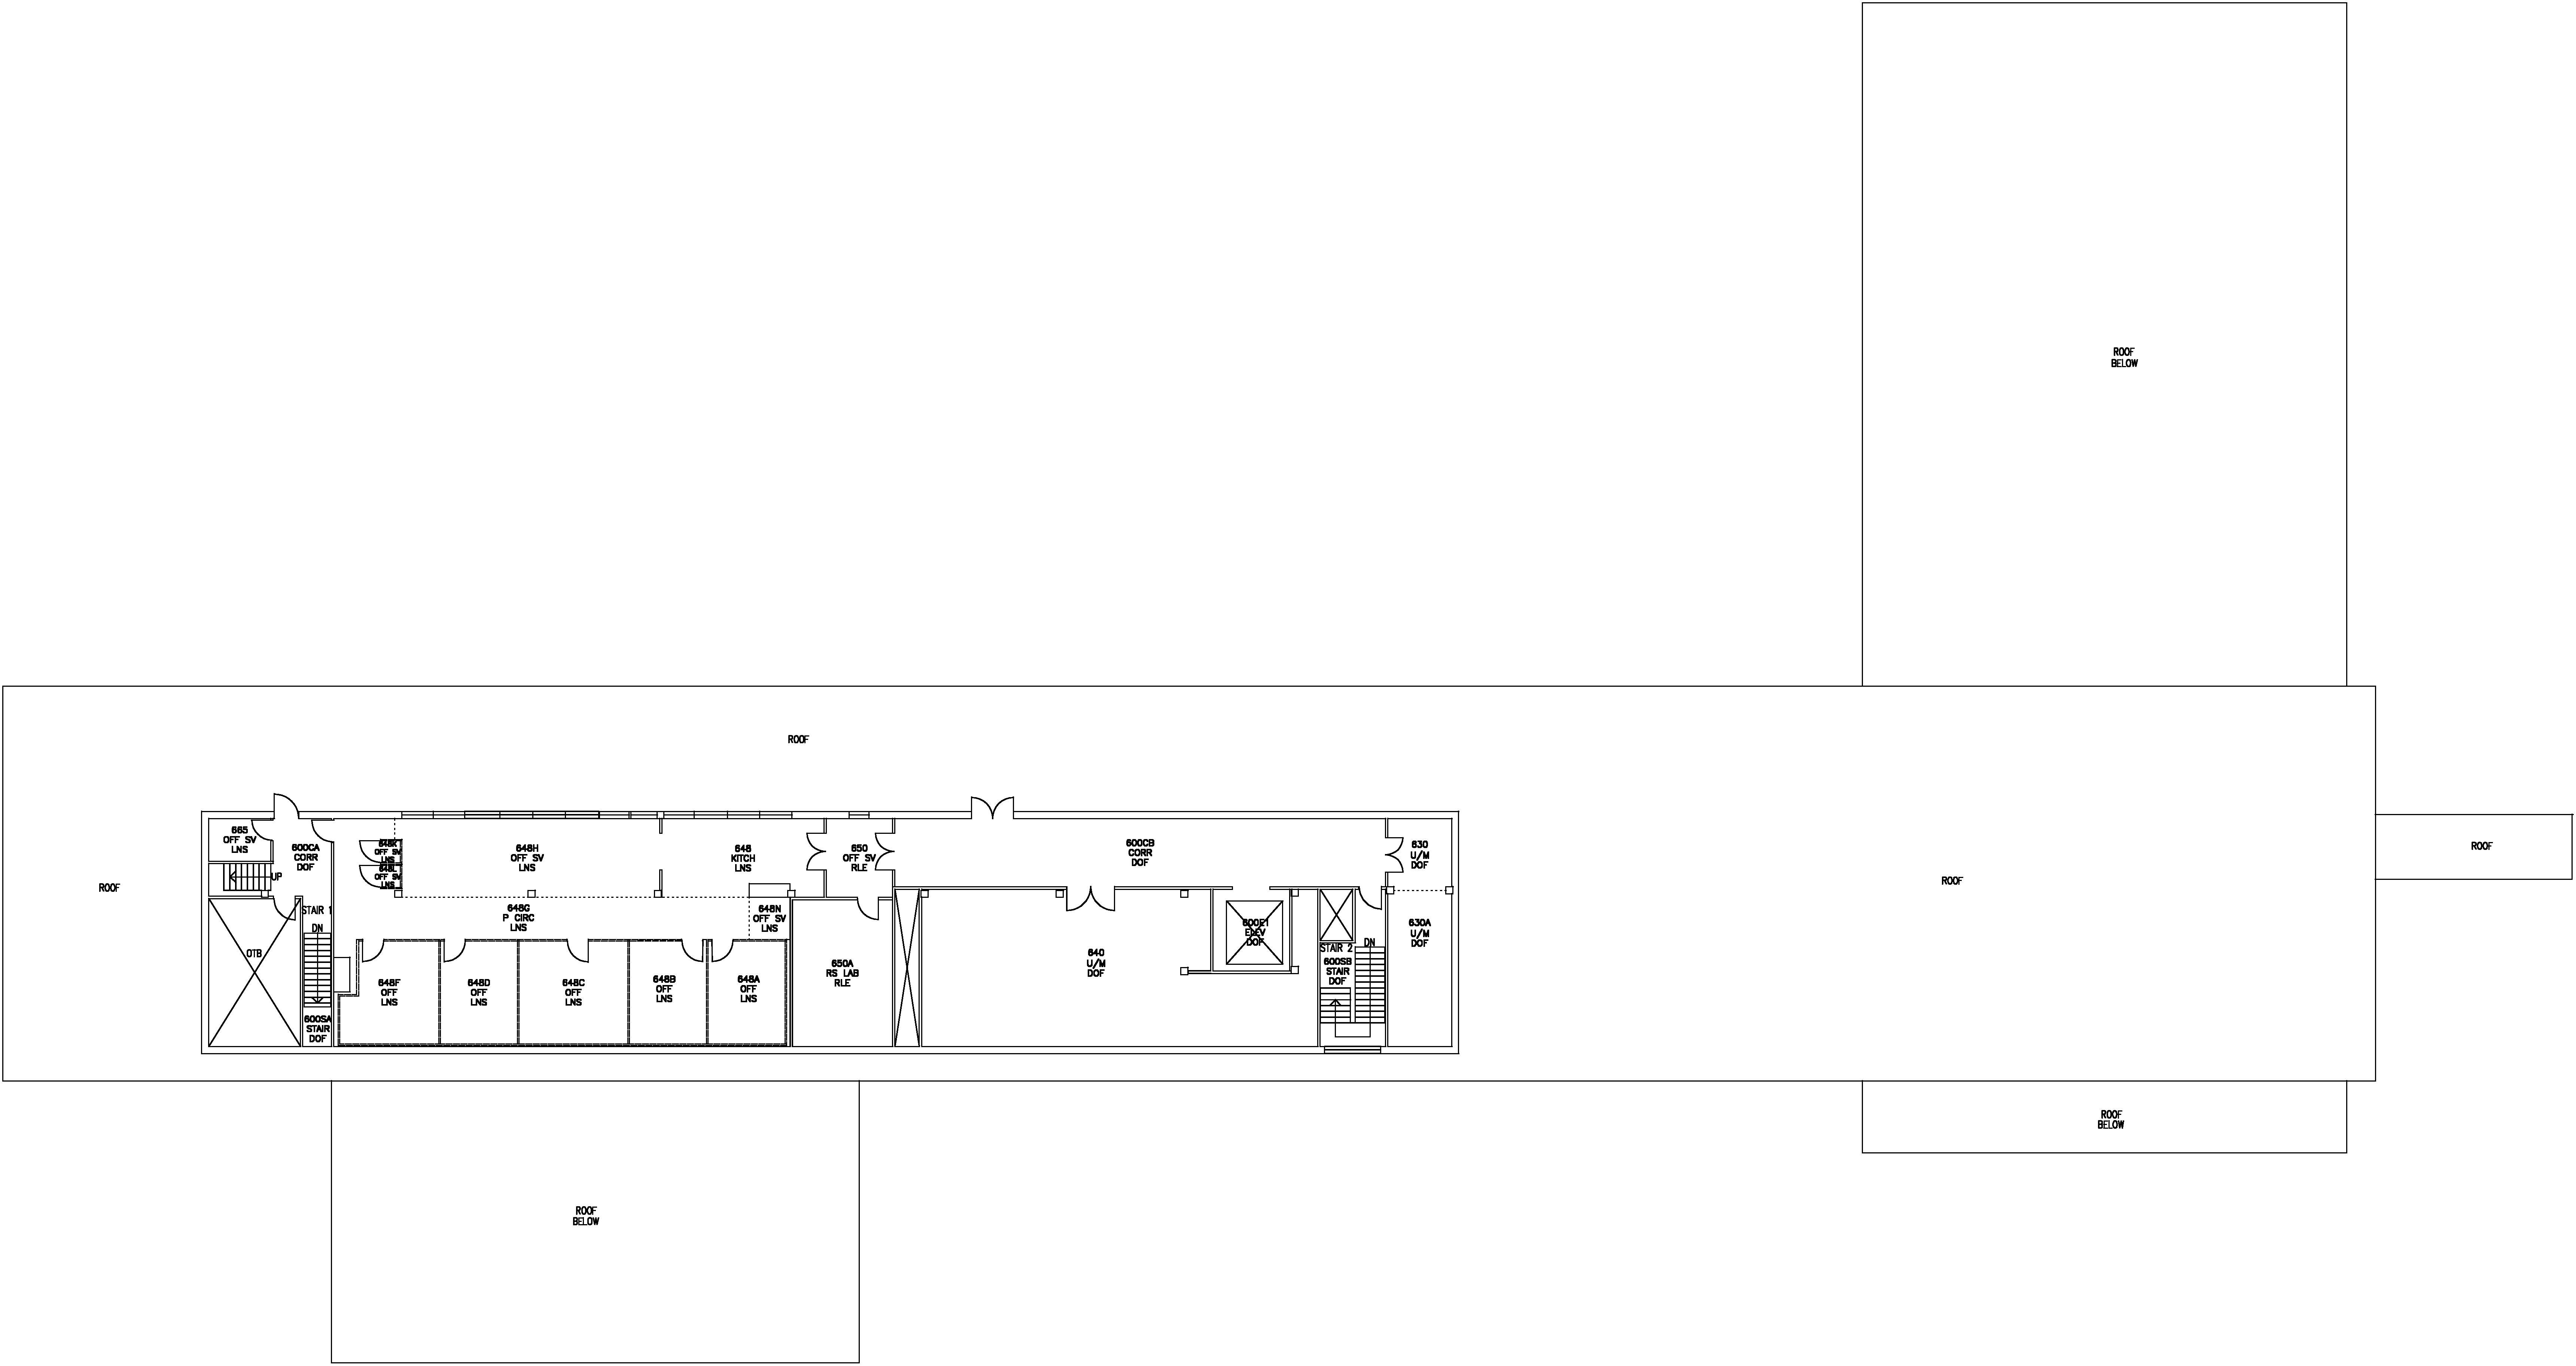 ROOF
BELOW
ROOF
ROOF
ROOF
ROOF
665
OFF SV
LNS
600CA
CORR
DOF
UP
648K
OFF SV
LNS
648L
OFF SV
LNS
648H
OFF SV
LNS
648
KITCH
LNS
650
OFF SV
RLE
600CB
CORR
DOF
630
U/M
DOF
STAIR 1
DN
OTB
600SA
STAIR
DOF
648G
P CIRC
LNS
648N
OFF SV
LNS
648F
OFF
LNS
648D
OFF
LNS
648C
OFF
LNS
648B
OFF
LNS
648A
OFF
LNS
650A
RS LAB
RLE
640
U/M
DOF
600E1
ELEV
DOF
STAIR 2
DN
600SB
STAIR
DOF
630A
U/M
DOF
ROOF
BELOW
ROOF
BELOW